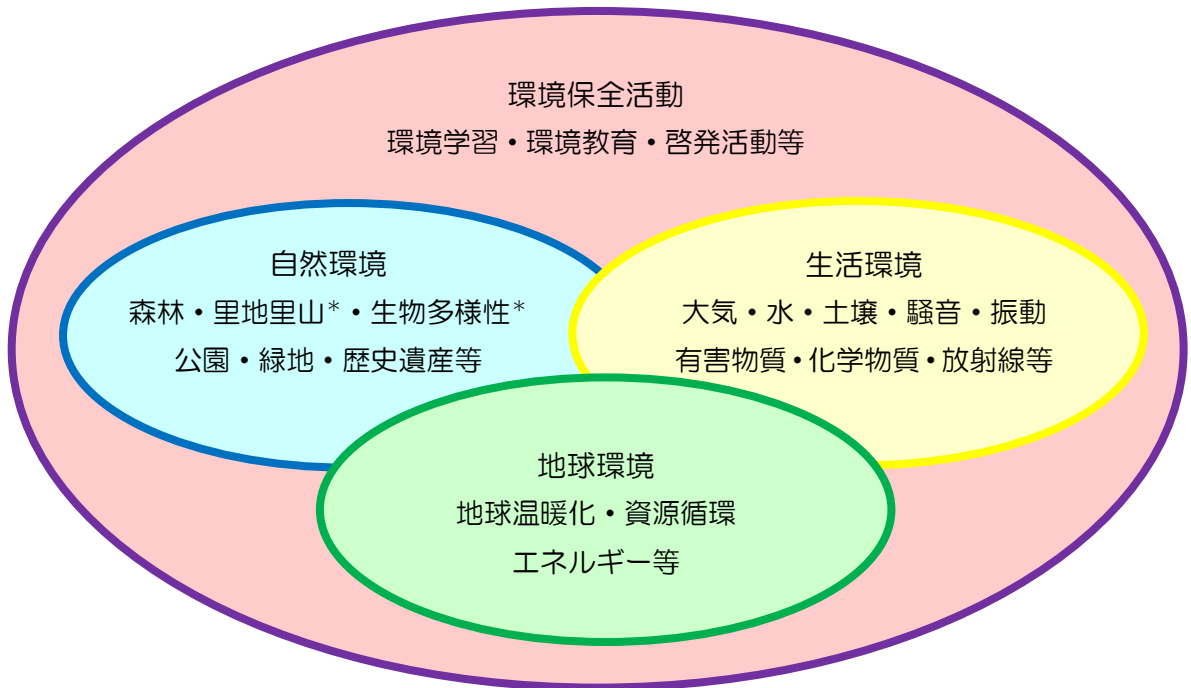 環境保全活動
環境学習・環境教育・啓発活動等
自然環境
森林・里地里山*・生物多様性*
公園・緑地・歴史遺産等
生活環境
大気・水・土壌・騒音・振動
有害物質・化学物質・放射線等
地球環境
地球温暖化・資源循環
エネルギー等